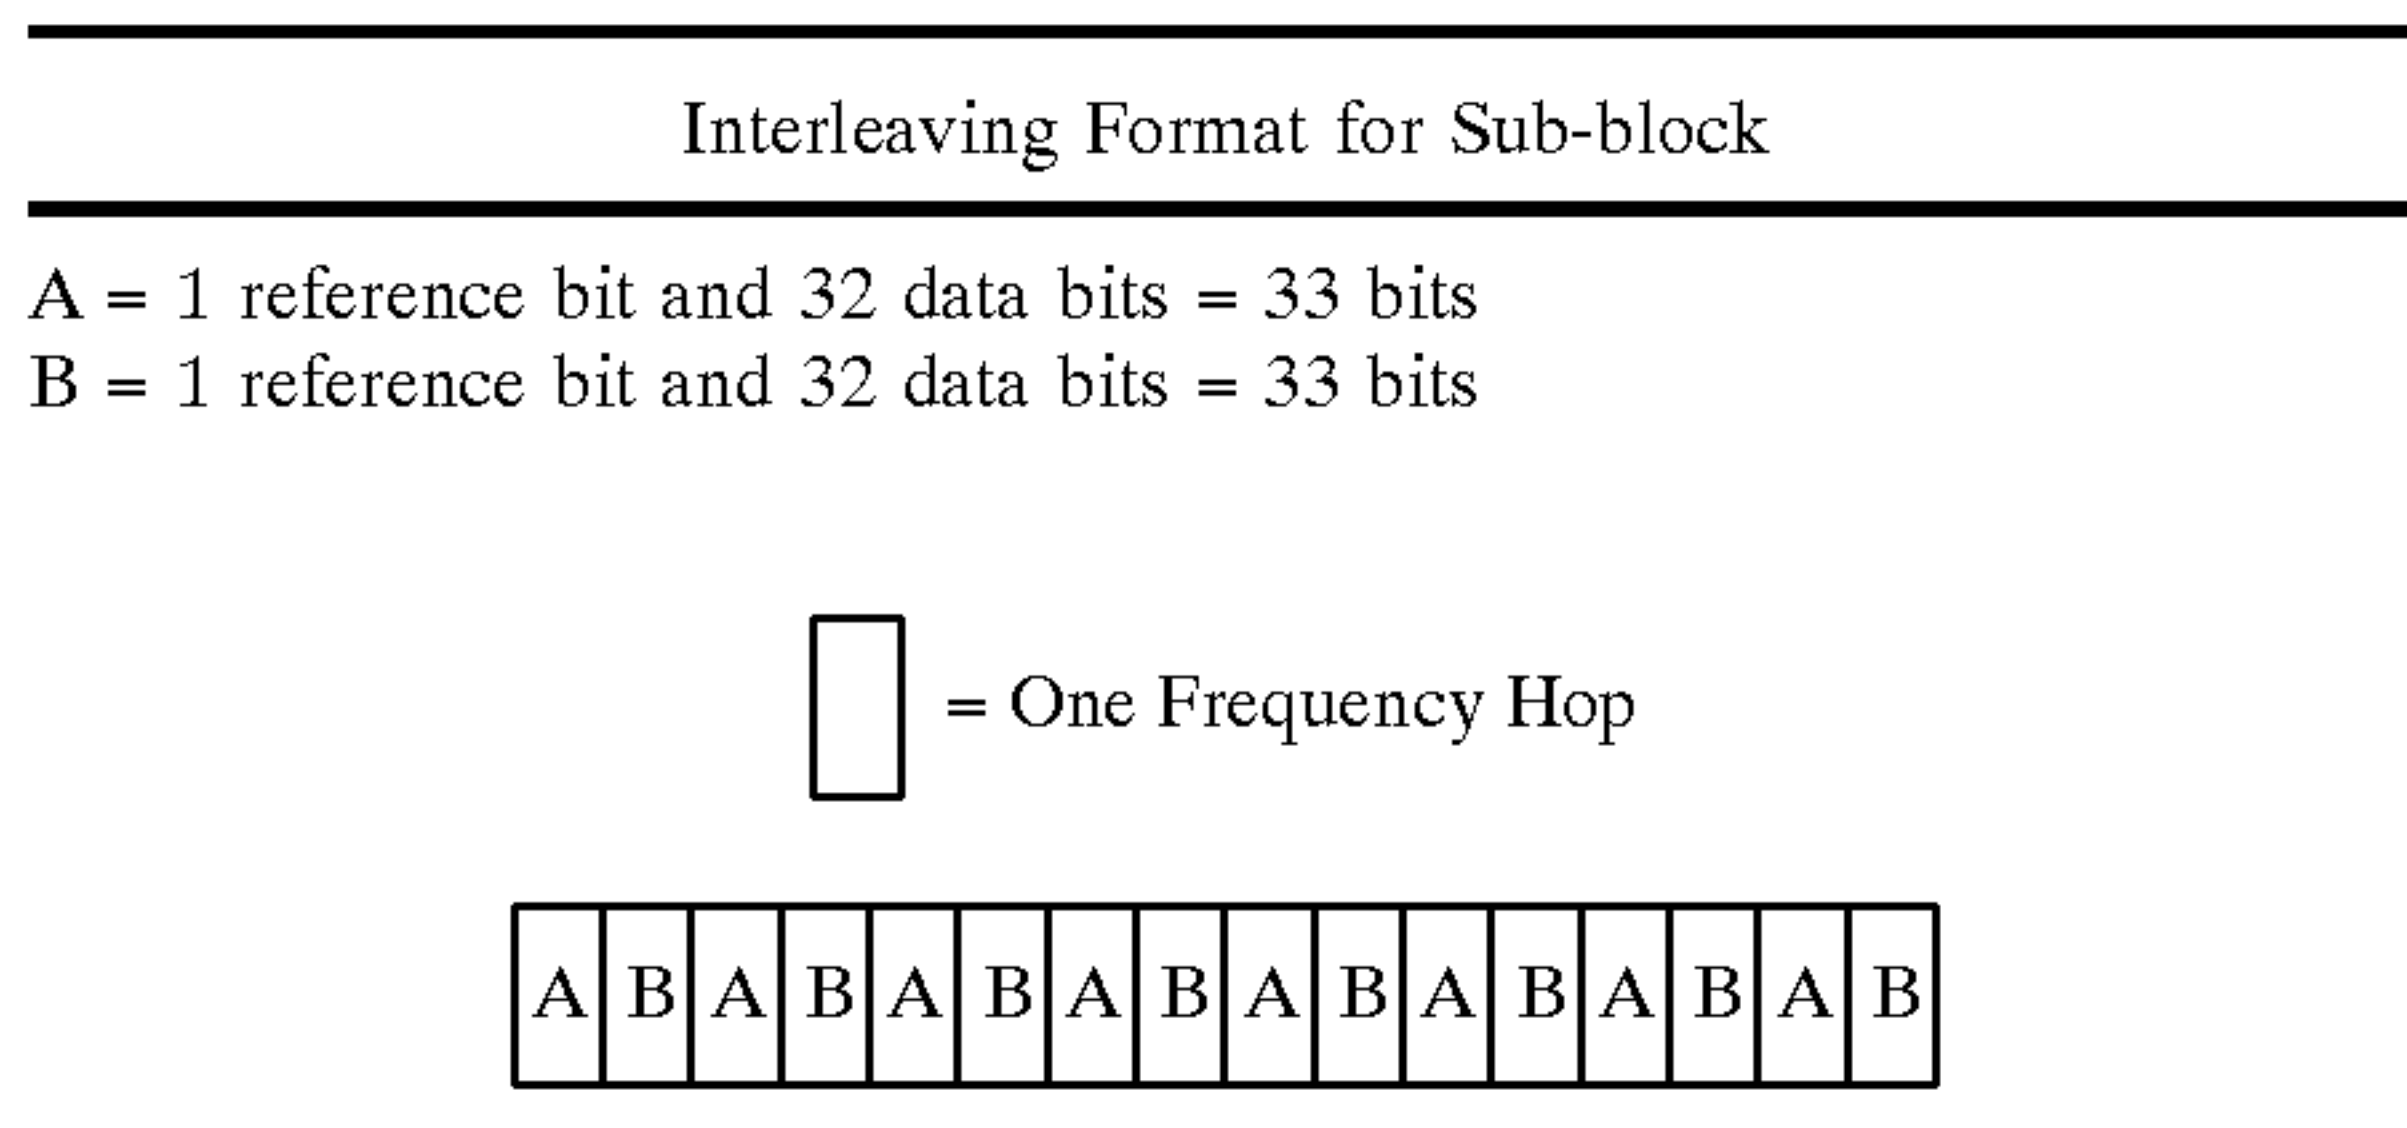 Interleaving Format for Sub-block
A = 1 reference bit and 32 data bits = 33 bits
B = 1 reference bit and 32 data bits = 33 bits
= One Frequency Hop
A B A B A B A B A B A B A B A B